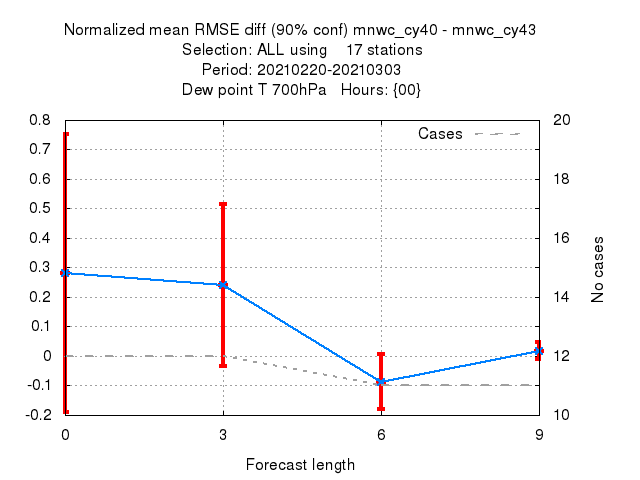 Normalized mean RMSE diff (90% conf) mnwc_cy40 - mnwc_cy43
Selection: ALL using    17 stations
Period: 20210220-20210303
Dew point T 700hPa   Hours: {00}
Cases
0.8
0.7
0.6
0.5
0.4
0.3
0.2
0.1
0
-0.1
-0.2
20
18
16
14
12
10
No cases
0 3 6 9
Forecast length